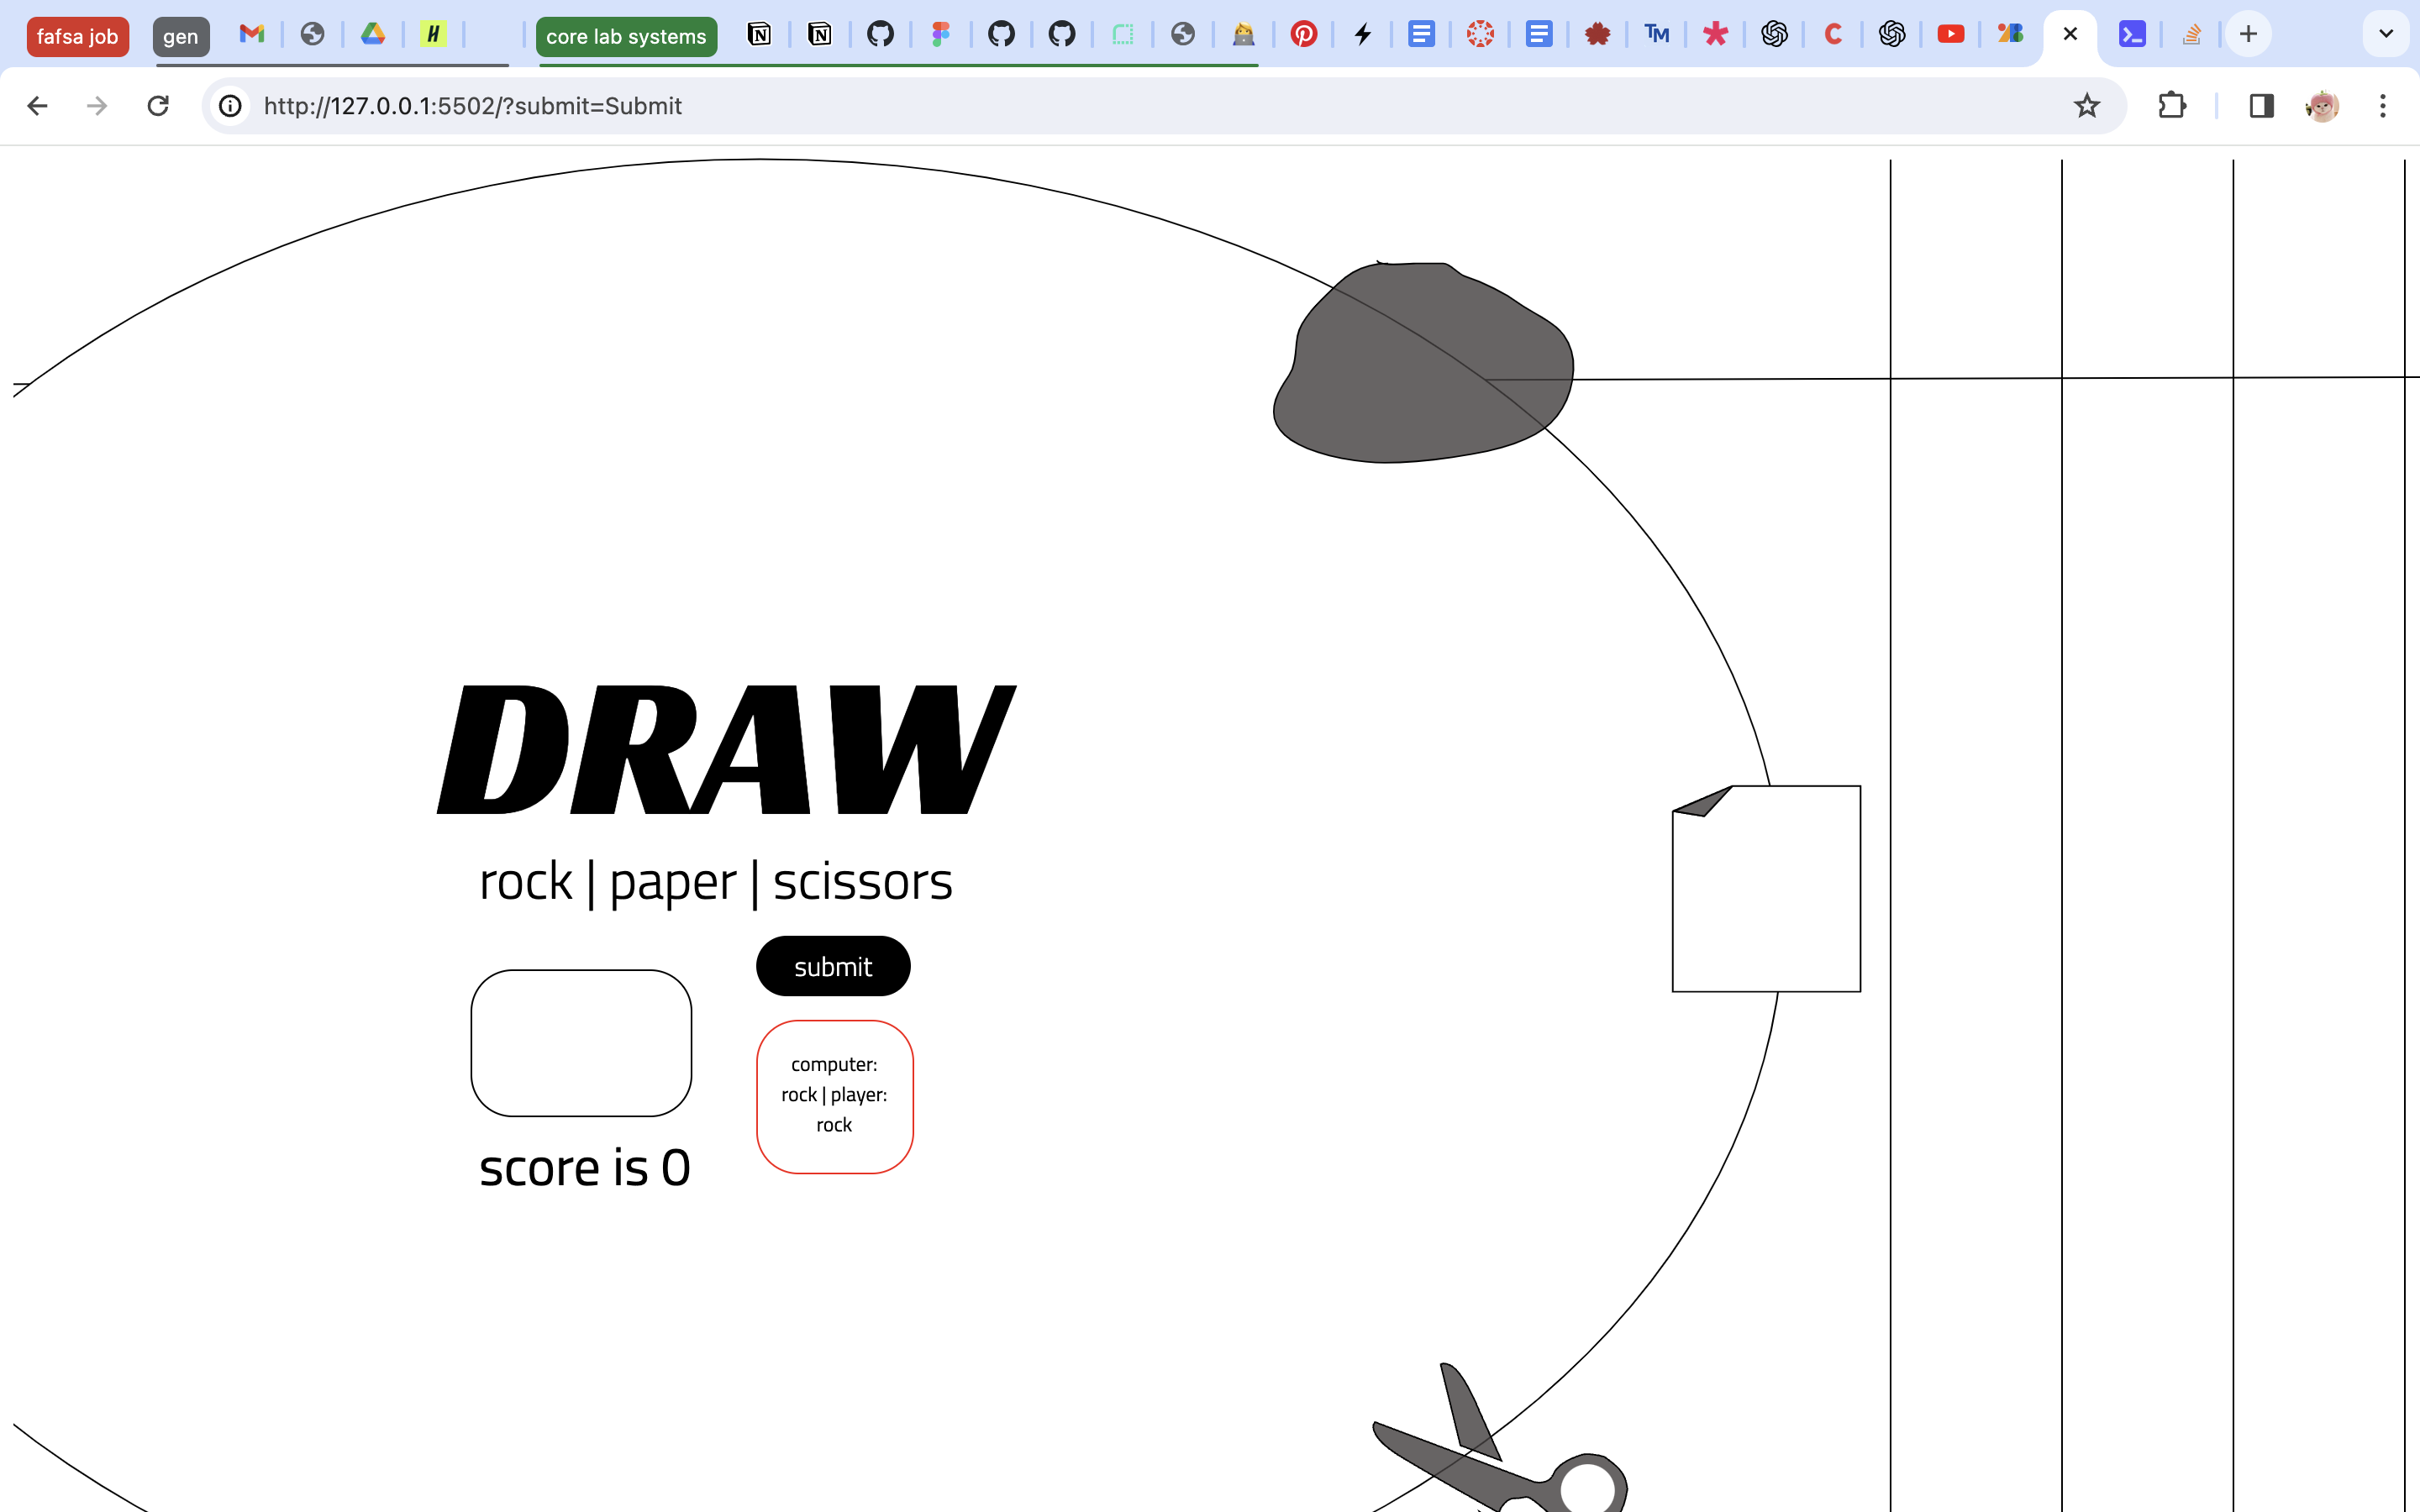 fafsa job
gen
core lab systems
http://127.0.0.1:5502/?submit=Submit
DRAW
rock | paper | scissors
submit
computer:
rock | player:
rock
score is 0